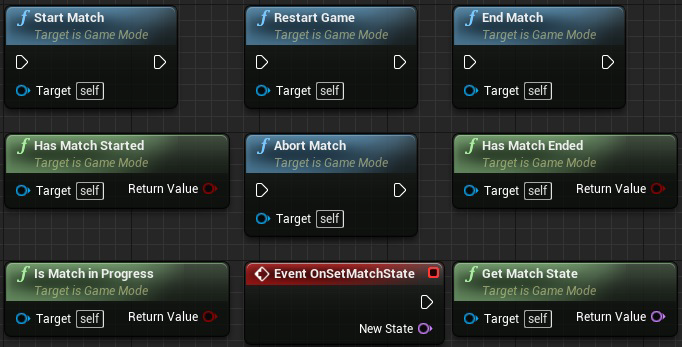 Start Match
Target is Game Mode
Target self
Restart Game
Target is Game Mode
Target self
End Match
Target is Game Mode
Target self
Has Match Started
Target is Game Mode
Target self Return Value
Abort Match
Target is Game Mode
Target self
Has Match Ended
Target is Game Mode
Target self Return Value
Is Match in Progress
Target is Game Mode
Target self Return Value
Event OnSetMatchState
New State
Get Match State
Target is Game Mode
Target self Return Value